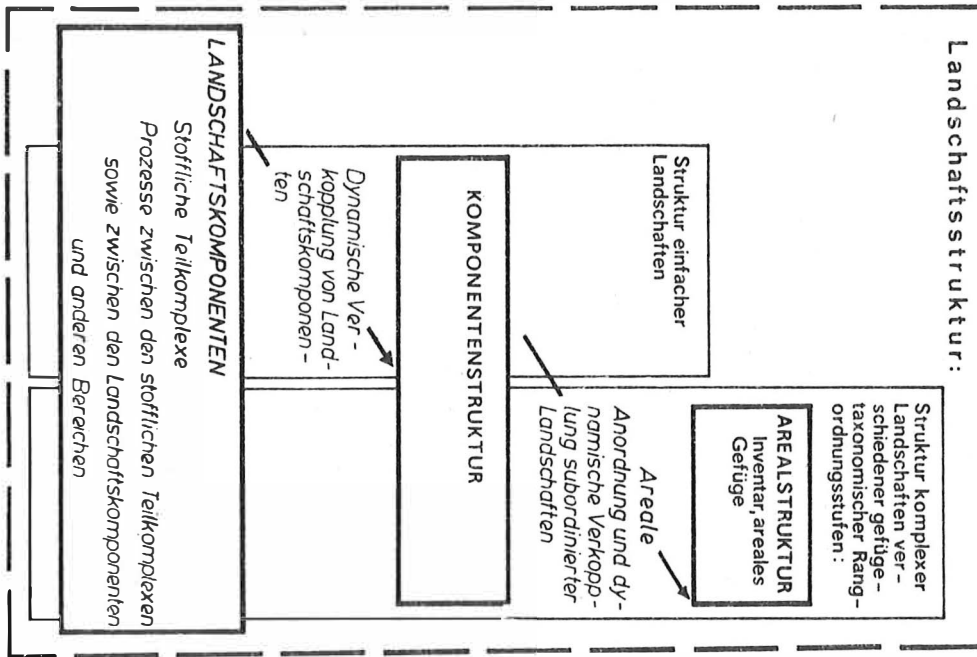 Landschaftsstruktur:
Struktur einfacher
Landschaften
Struktur komplexer
Landschaften ver-
schiedener gefüge-
taxonomischer Rang-
ordnungsstufen:
AREALSTRUKTUR
Inventar, areales
Gefüge
Areale
Anordnung und dy-
namische Verkopp-
lung subordinierter
Landschaften
KOMPONENTENSTRUKTUR
Dynamische Ver-
kopplung von Land-
schaftskomponen-
ten
LANDSCHAFTSKOMPONENTEN
Stoffliche Teilkomplexe
Prozesse zwischen den stofflichen Teilkomplexen
sowie zwischen den Landschaftskomponenten
und anderen Bereichen